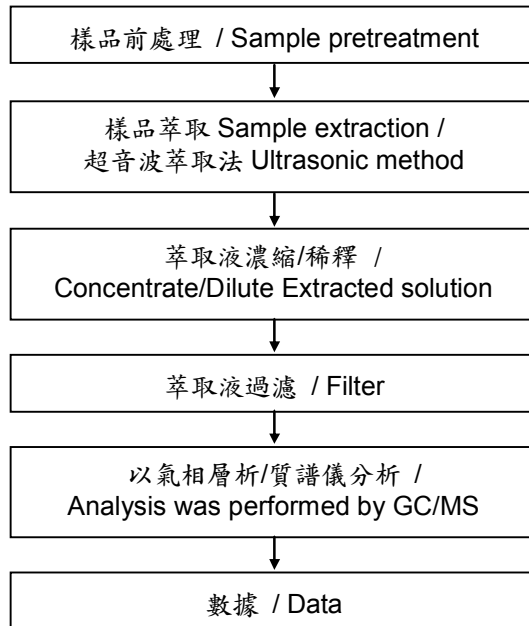 樣品前處理 / Sample pretreatment
樣品萃取 Sample extraction /
超音波萃取法 Ultrasonic method
萃取液濃縮/稀釋 /
Concentrate/Dilute Extracted solution
萃取液過濾 / Filter
以氣相層析/質譜儀分析 /
Analysis was performed by GC/MS
數據 / Data